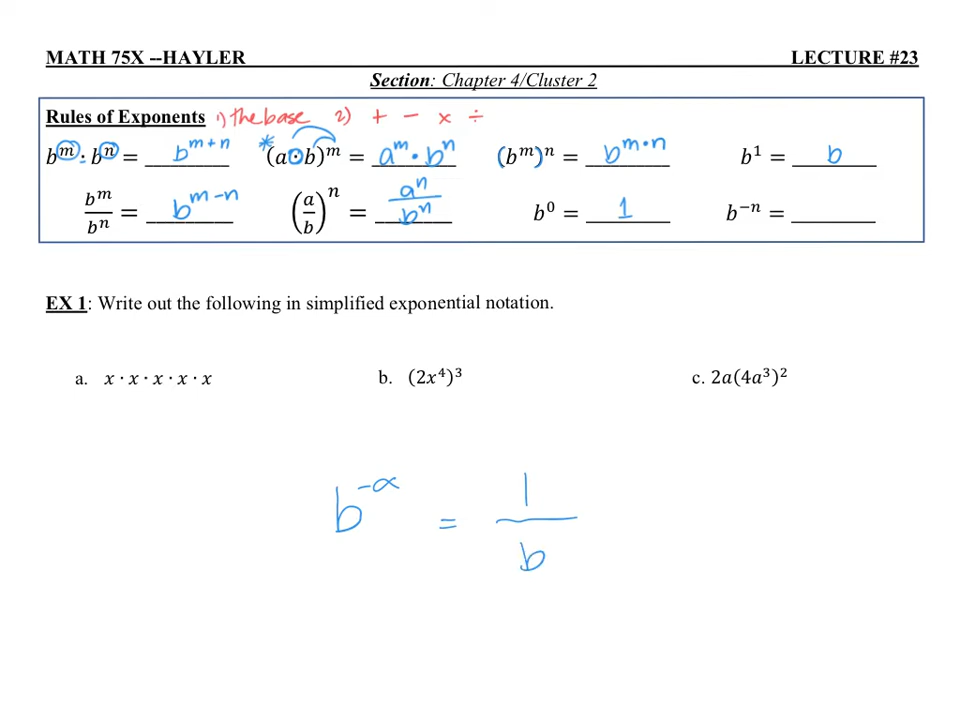 MATH 75X --HAYLER LECTURE #23
Section: Chapter 4/Cluster 2
Rules of Exponents 1) the base 2) + − × ÷
b^m · b^n = b^{m+n} * (a · b)^m = a^m · b^n (b^m)^n = b^{m·n} b^1 = b
b^m/b^n = b^{m−n} (a/b)^n = a^n/b^n b^0 = 1 b^{−n} = ________
EX 1: Write out the following in simplified exponential notation.
a. x · x · x · x · x b. (2x^4)^3 c. 2a(4a^3)^2
b^{−α} = 1/b